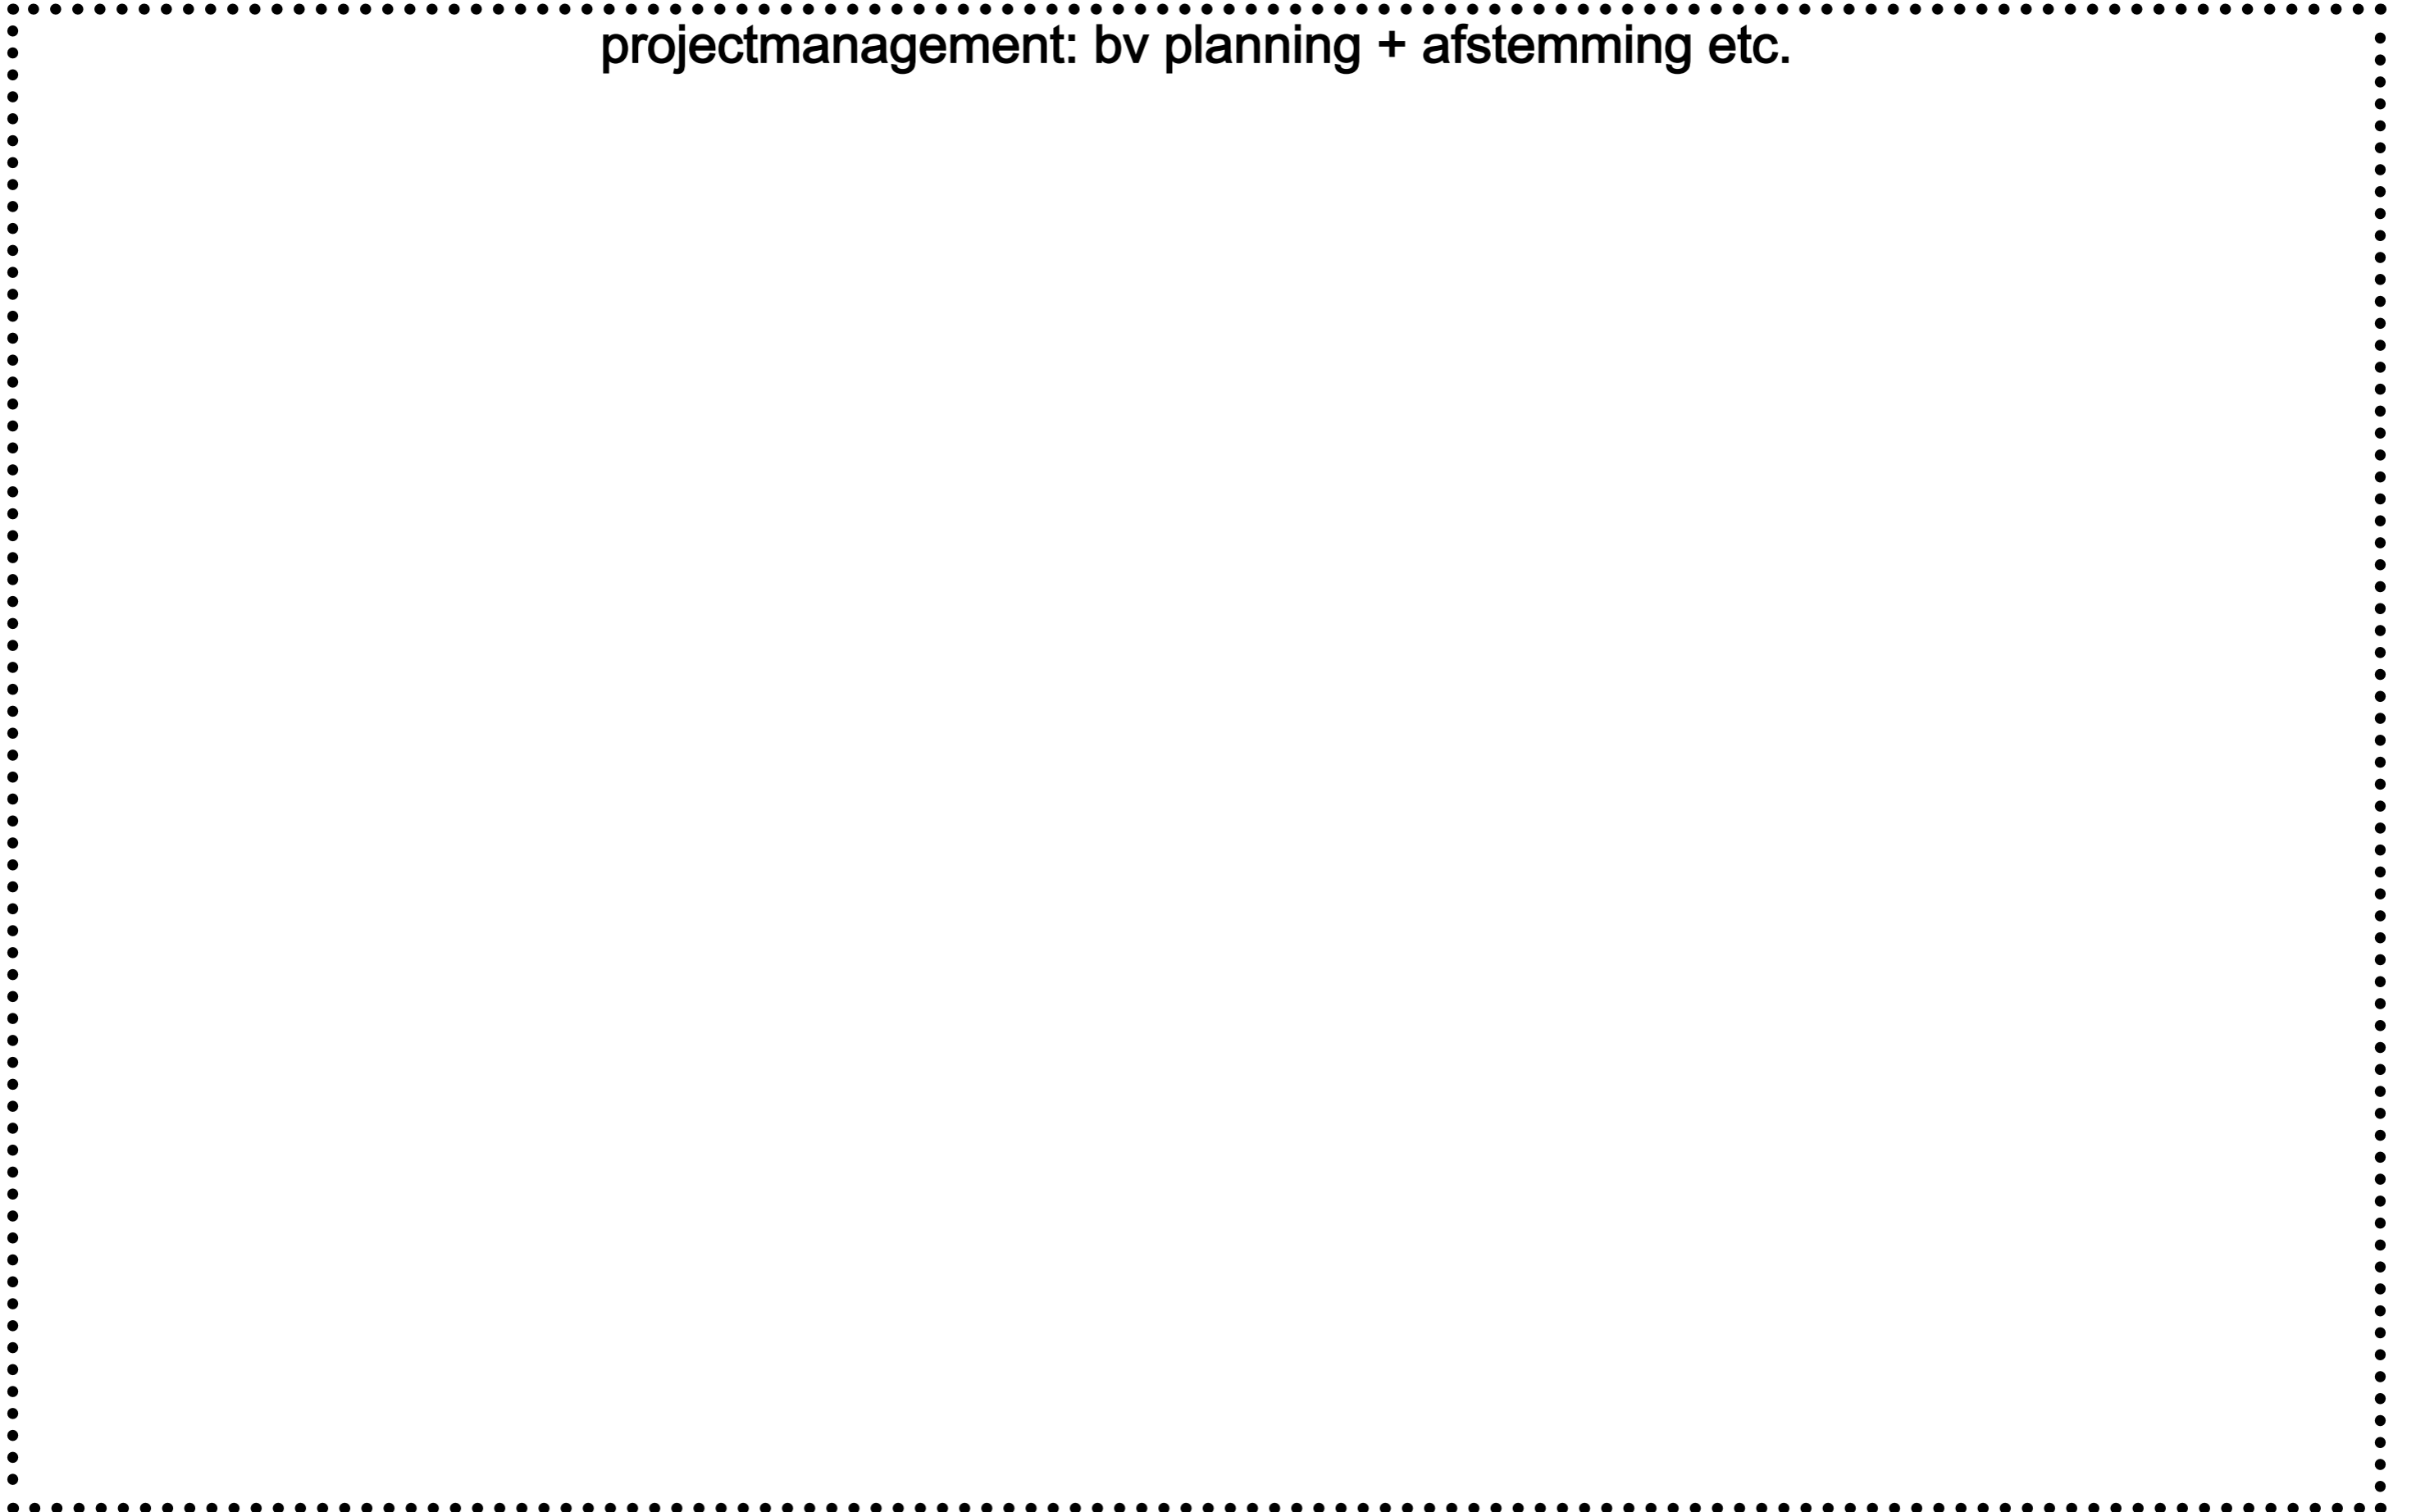 projectmanagement: bv planning + afstemming etc.